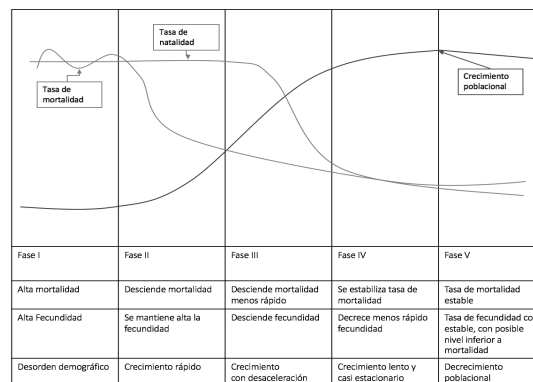 Tasa de
natalidad
Tasa de
mortalidad
Crecimiento
poblacional
Fase I
Fase II
Fase III
Fase IV
Fase V
Alta mortalidad
Desciende mortalidad
Desciende mortalidad
menos rápido
Se estabiliza tasa de
mortalidad
Tasa de mortalidad
estable
Alta Fecundidad
Se mantiene alta la
fecundidad
Desciende fecundidad
Decrece menos rápido
fecundidad
Tasa de fecundidad co
estable, con posible
nivel inferior a
mortalidad
Desorden demográfico
Crecimiento rápido
Crecimiento
con desaceleración
Crecimiento lento y
casi estacionario
Decrecimiento
poblacional